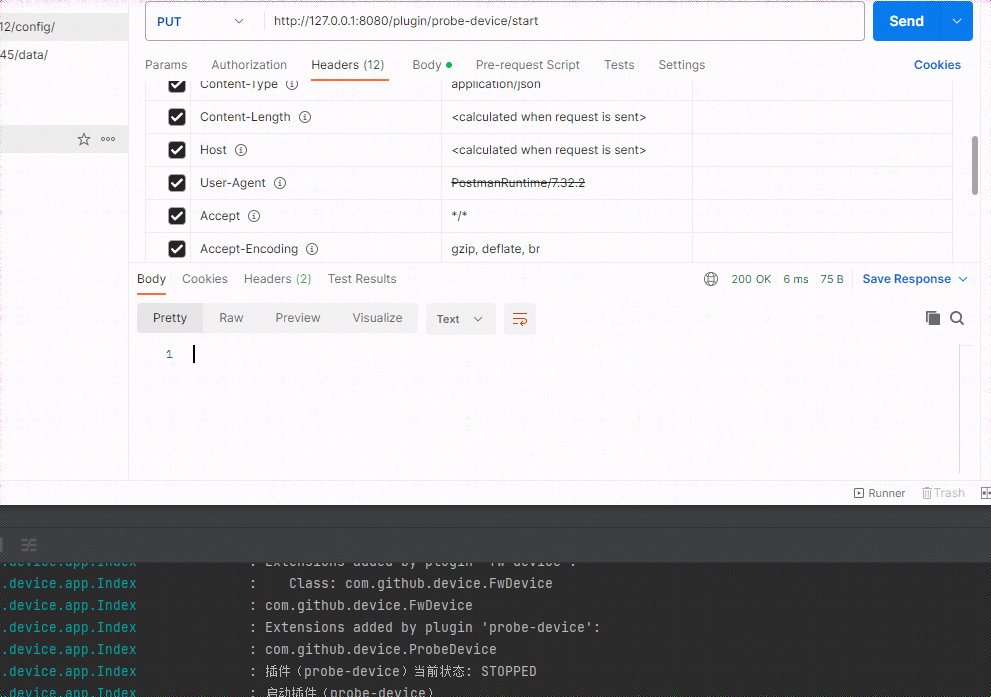 12/config/
45/data/
PUT
http://127.0.0.1:8080/plugin/probe-device/start
Send
Params
Authorization
Headers (12)
Body
Pre-request Script
Tests
Settings
Cookies
Content-Type
application/json
Content-Length
<calculated when request is sent>
Host
<calculated when request is sent>
User-Agent
PostmanRuntime/7.32.2
Accept
*/*
Accept-Encoding
gzip, deflate, br
Body
Cookies
Headers (2)
Test Results
200 OK
6 ms
75 B
Save Response
Pretty
Raw
Preview
Visualize
Text
1
Runner
Trash
.device.app.Index : Extensions added by plugin 'fw-device':
.device.app.Index : Class: com.github.device.FwDevice
.device.app.Index : com.github.device.FwDevice
.device.app.Index : Extensions added by plugin 'probe-device':
.device.app.Index : com.github.device.ProbeDevice
.device.app.Index : 插件（probe-device）当前状态: STOPPED
.device.app.Index : 启动插件（probe-device）